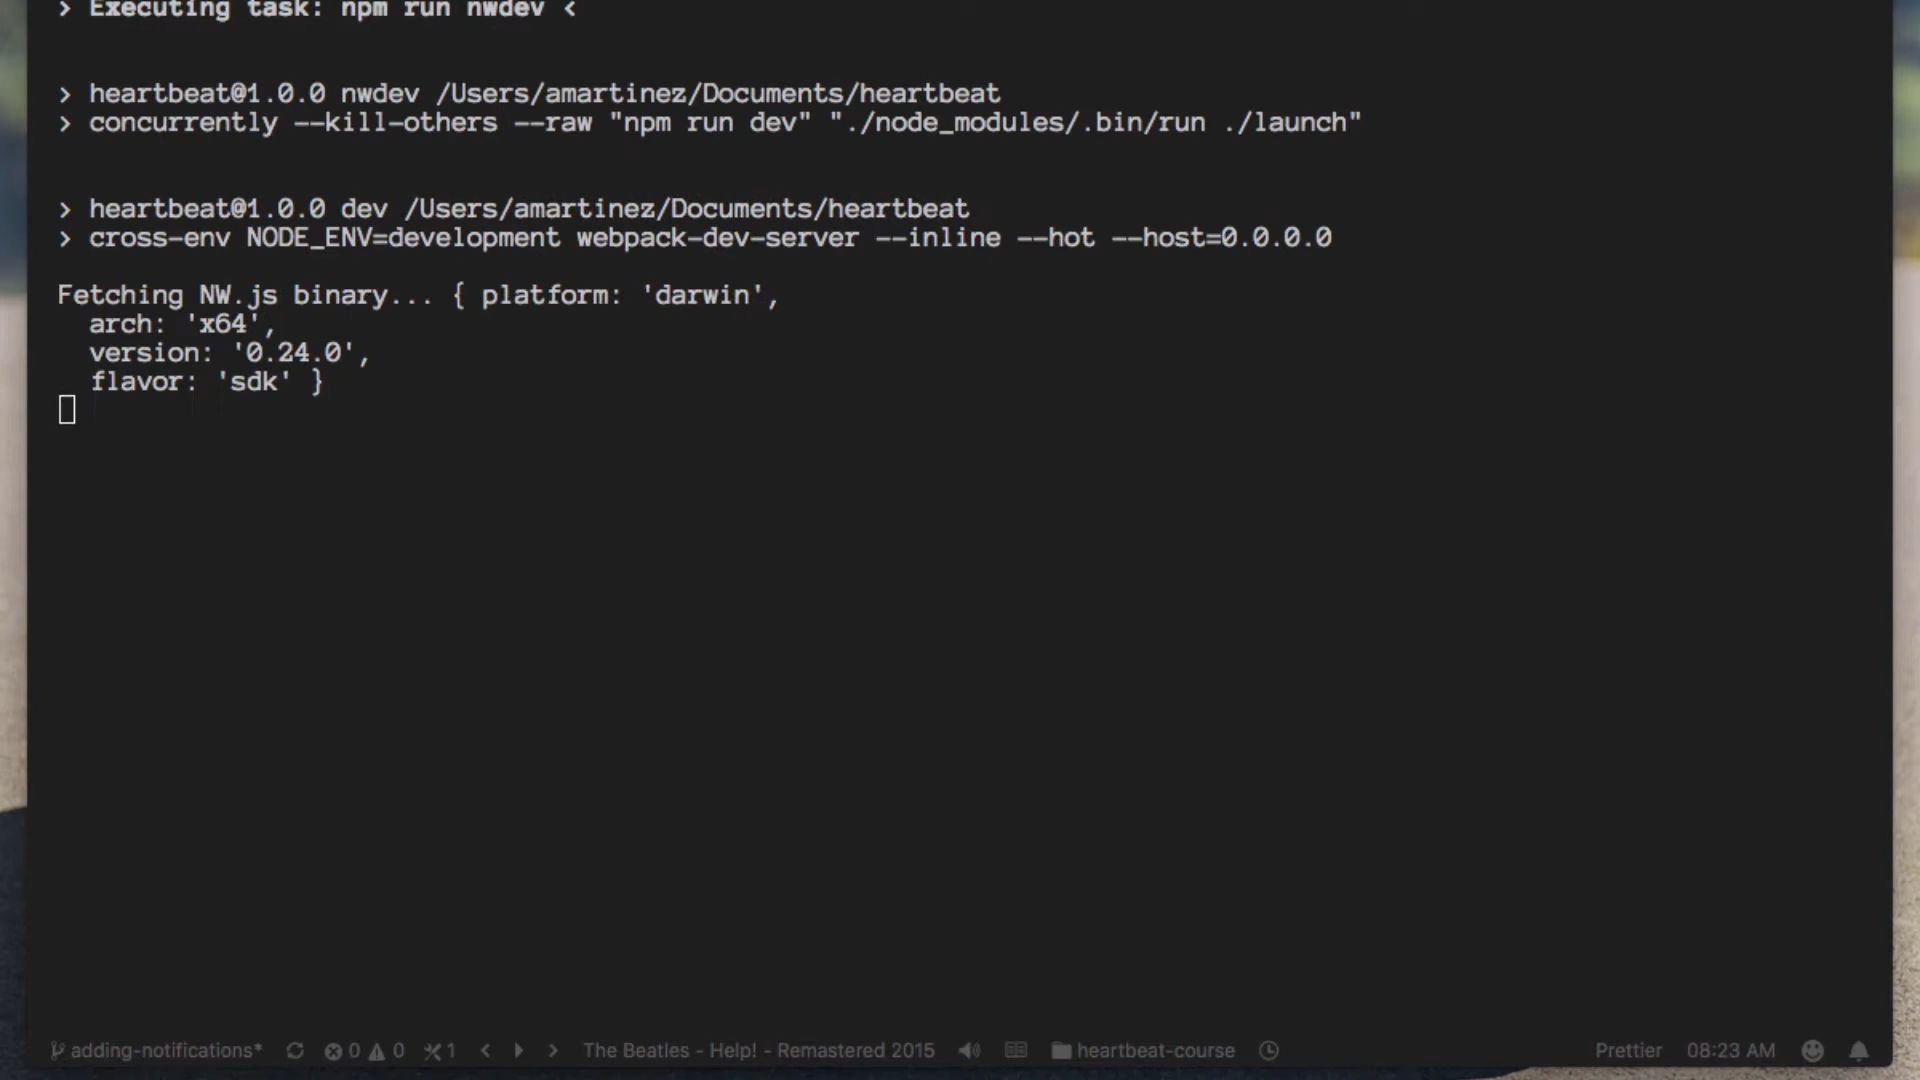 > Executing task: npm run nwdev <
> heartbeat@1.0.0 nwdev /Users/amartinez/Documents/heartbeat
> concurrently --kill-others --raw "npm run dev" "./node_modules/.bin/run ./launch"
> heartbeat@1.0.0 dev /Users/amartinez/Documents/heartbeat
> cross-env NODE_ENV=development webpack-dev-server --inline --hot --host=0.0.0.0
Fetching NW.js binary... { platform: 'darwin',
arch: 'x64',
version: '0.24.0',
flavor: 'sdk' }
adding-notifications* 0 0 1 < > The Beatles - Help! - Remastered 2015 heartbeat-course Prettier 08:23 AM